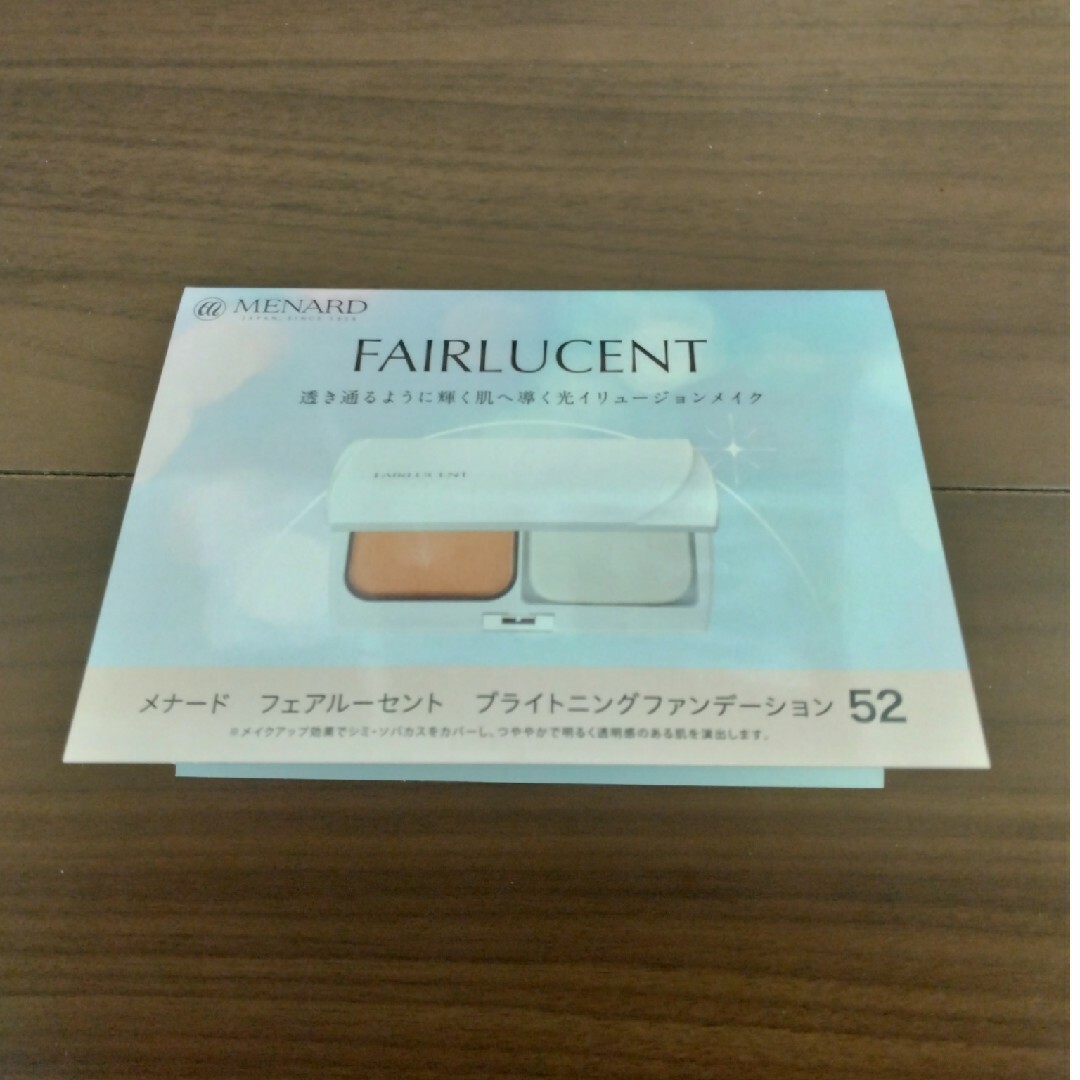 MENARD
JAPAN, SINCE 1959
FAIRLUCENT
透き通るように輝く肌へ導く光イリュージョンメイク
FAIRLUCENT
メナード フェアルーセント ブライトニングファンデーション 52
※メイクアップ効果でシミ・ソバカスをカバーし、つややかで明るく透明感のある肌を演出します。